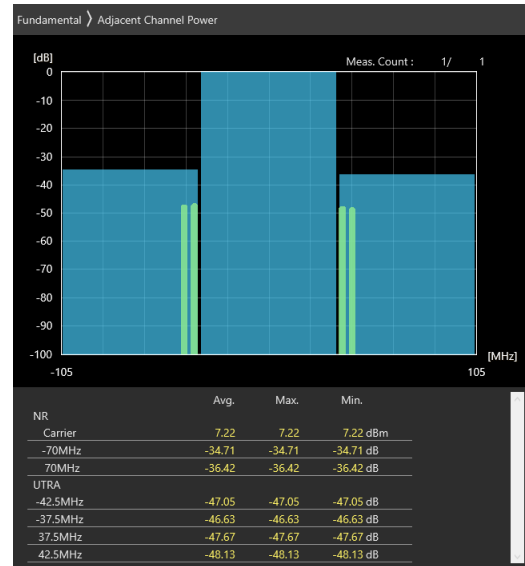 Fundamental 〉 Adjacent Channel Power
[dB]
Meas. Count : 1/ 1
0
-10
-20
-30
-40
-50
-60
-70
-80
-90
-100
[MHz]
-105 105
Avg. Max. Min.
NR
Carrier 7.22 7.22 7.22 dBm
-70MHz -34.71 -34.71 -34.71 dB
70MHz -36.42 -36.42 -36.42 dB
UTRA
-42.5MHz -47.05 -47.05 -47.05 dB
-37.5MHz -46.63 -46.63 -46.63 dB
37.5MHz -47.67 -47.67 -47.67 dB
42.5MHz -48.13 -48.13 -48.13 dB